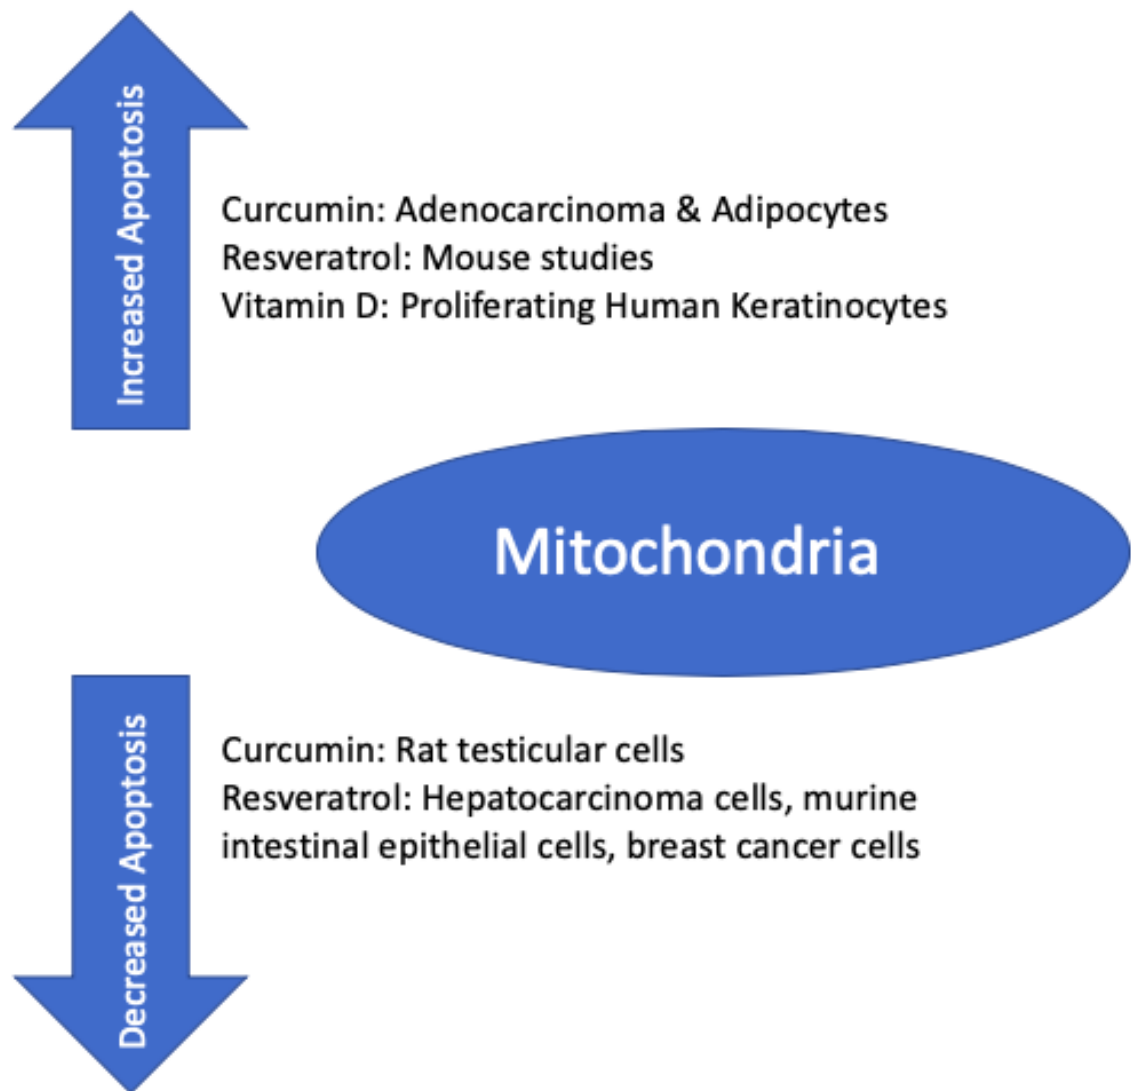 Increased Apoptosis
Curcumin: Adenocarcinoma & Adipocytes
Resveratrol: Mouse studies
Vitamin D: Proliferating Human Keratinocytes
Mitochondria
Decreased Apoptosis
Curcumin: Rat testicular cells
Resveratrol: Hepatocarcinoma cells, murine
intestinal epithelial cells, breast cancer cells